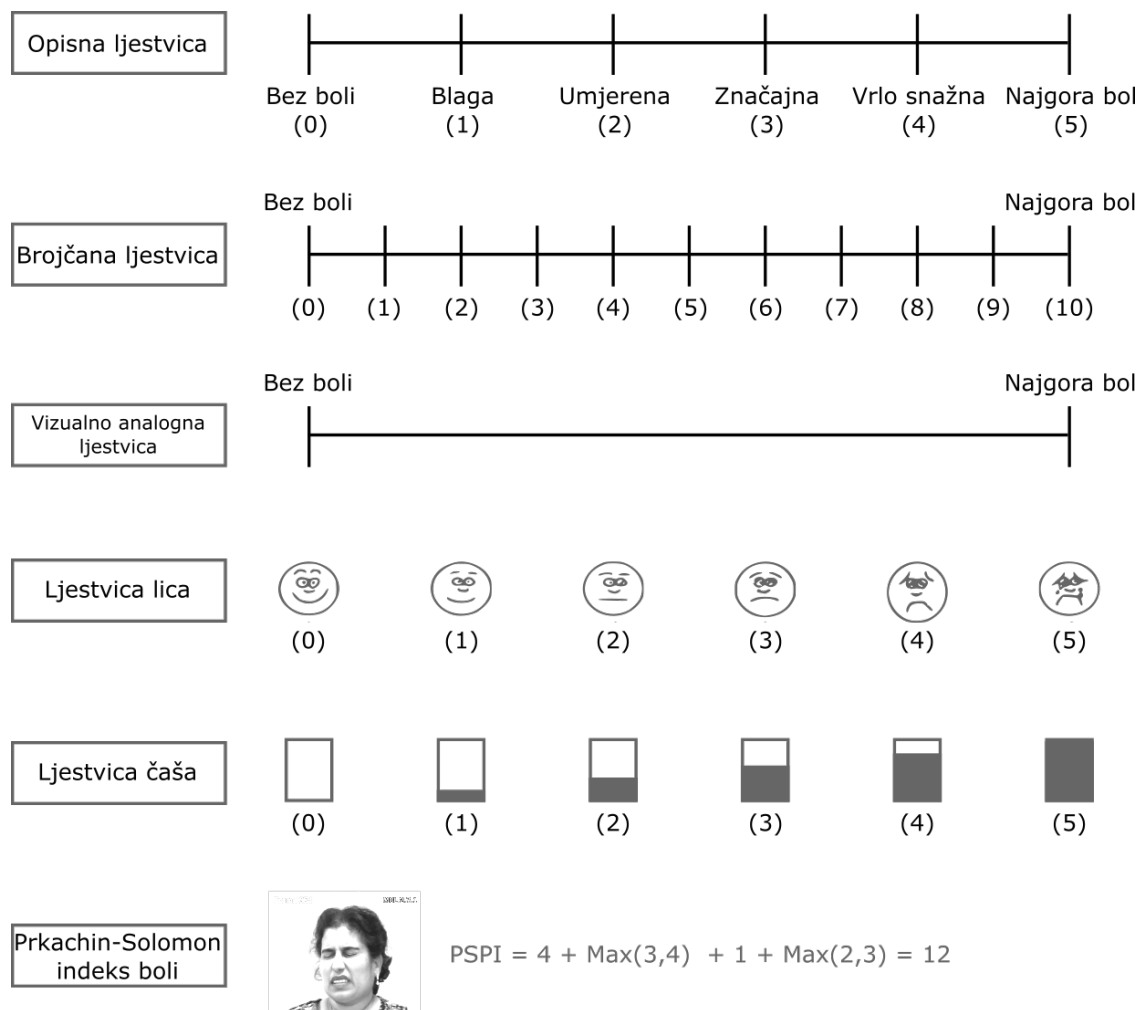 Opisna ljestvica
Bez boli Blaga Umjerena Značajna Vrlo snažna Najgora bol
(0) (1) (2) (3) (4) (5)
Bez boli Najgora bol
Brojčana ljestvica
(0) (1) (2) (3) (4) (5) (6) (7) (8) (9) (10)
Bez boli Najgora bol
Vizualno analogna
ljestvica
Ljestvica lica
(0) (1) (2) (3) (4) (5)
Ljestvica čaša
(0) (1) (2) (3) (4) (5)
Prkachin-Solomon
indeks boli
PSPI = 4 + Max(3,4) + 1 + Max(2,3) = 12